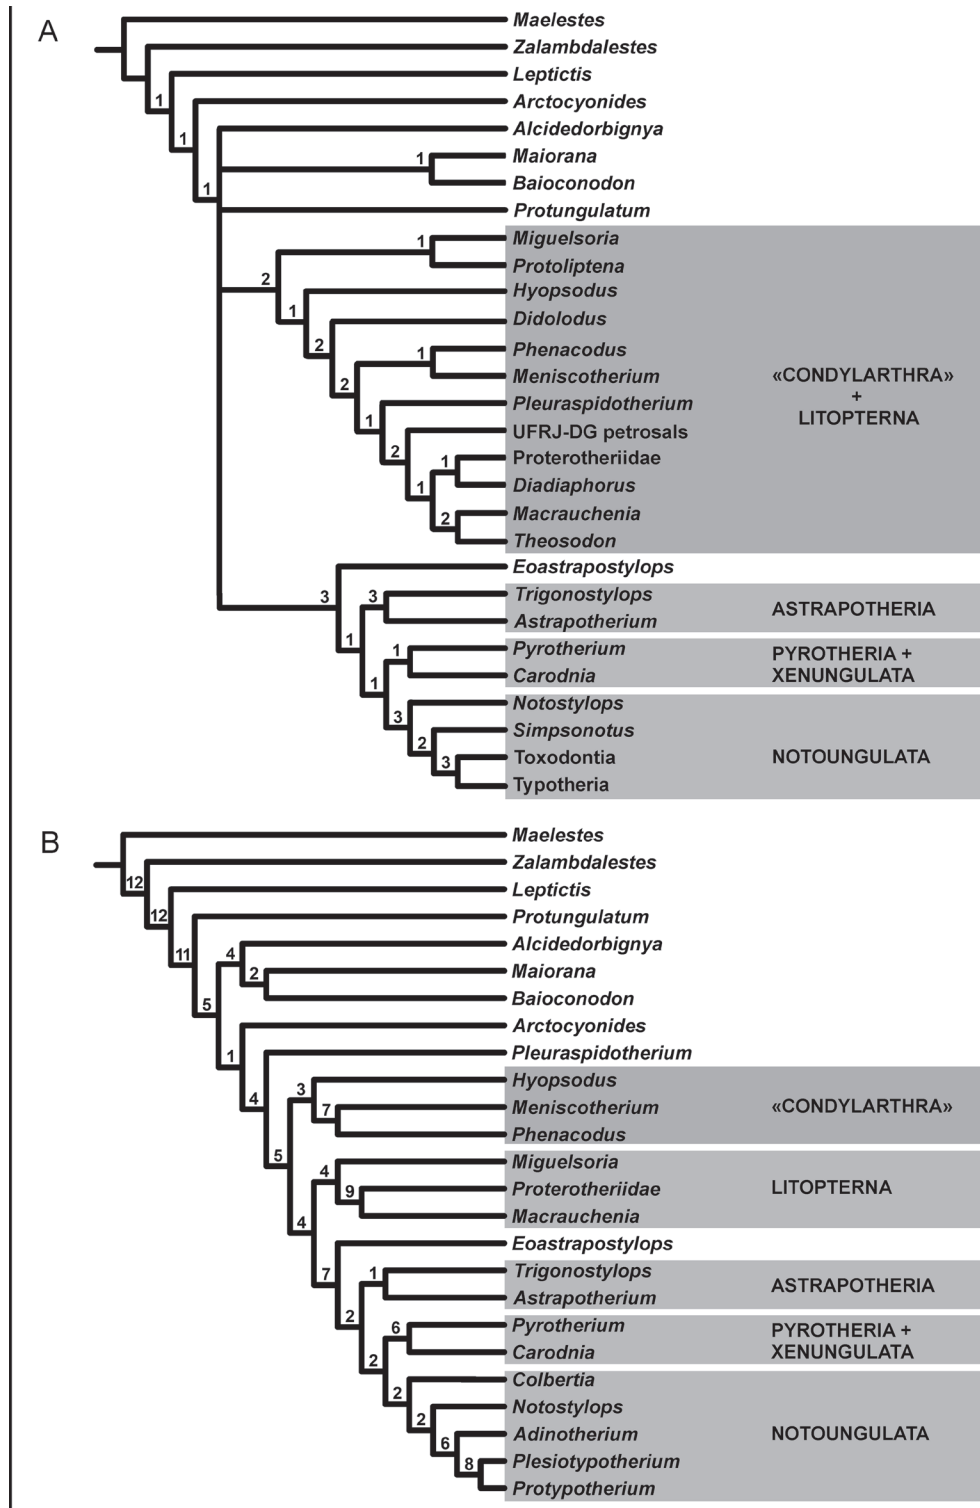 A
Maelestes
Zalambdalestes
Leptictis
1
Arctocyonides
1
Alcidedorbignya
Maiorana
1
Baioconodon
1
Protungulatum
Miguelsoria
1
Protoliptena
2
Hyopsodus
1
Didolodus
2
Phenacodus
1
Meniscotherium
2
Pleuraspidotherium
1
UFRJ-DG petrosals
2
Proterotheriidae
1
Diadiaphorus
1
Macrauchenia
2
Theosodon
«CONDYLARTHRA»
+
LITOPTERNA
Eoastrapostylops
3
Trigonostylops
3
Astrapotherium
ASTRAPOTHERIA
1
Pyrotherium
1
Carodnia
PYROTHERIA +
XENUNGULATA
1
Notostylops
3
Simpsonotus
2
Toxodontia
3
Typotheria
NOTOUNGULATA
B
Maelestes
Zalambdalestes
12
Leptictis
12
Protungulatum
11
Alcidedorbignya
4
Maiorana
2
Baioconodon
5
Arctocyonides
1
Pleuraspidotherium
4
Hyopsodus
3
Meniscotherium
7
Phenacodus
«CONDYLARTHRA»
5
Miguelsoria
4
Proterotheriidae
9
Macrauchenia
LITOPTERNA
4
Eoastrapostylops
7
Trigonostylops
1
Astrapotherium
ASTRAPOTHERIA
2
Pyrotherium
6
Carodnia
PYROTHERIA +
XENUNGULATA
2
Colbertia
2
Notostylops
2
Adinotherium
6
Plesiotypotherium
8
Protypotherium
NOTOUNGULATA